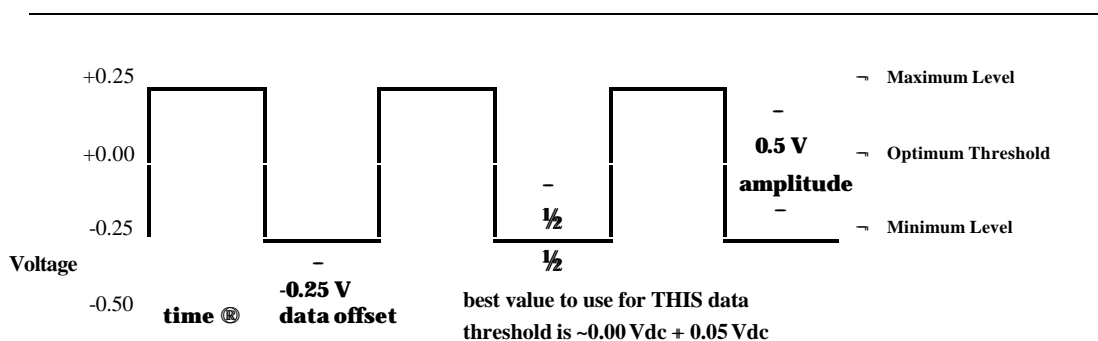 +0.25
¬ Maximum Level
–
+0.00
0.5 V
¬ Optimum Threshold
amplitude
–
–
½
-0.25
¬ Minimum Level
Voltage
–
½
-0.50
-0.25 V
time ®
data offset
best value to use for THIS data
threshold is ~0.00 Vdc + 0.05 Vdc